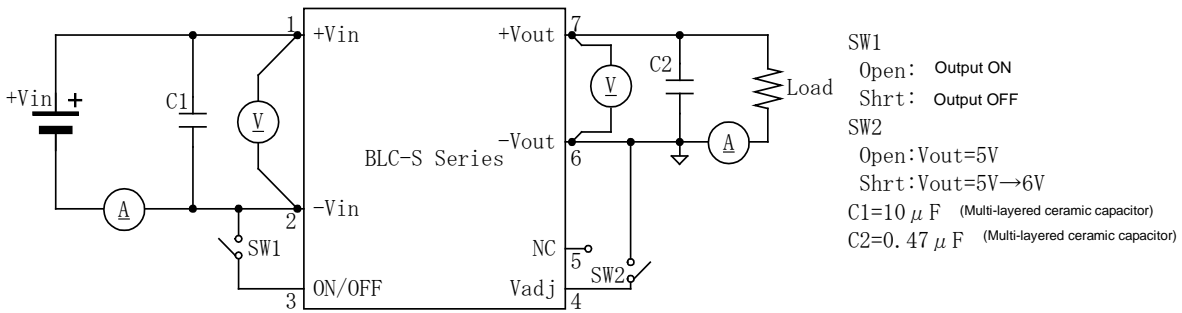 1
+Vin
+Vout
7
C1
V
+Vin
+
A
2
-Vin
SW1
3
ON/OFF
BLC-S Series
V
C2
Load
-Vout
6
A
NC
5
SW2
Vadj
4
SW1
Open: Output ON
Shrt: Output OFF
SW2
Open:Vout=5V
Shrt:Vout=5V→6V
C1=10μF (Multi-layered ceramic capacitor)
C2=0.47μF (Multi-layered ceramic capacitor)